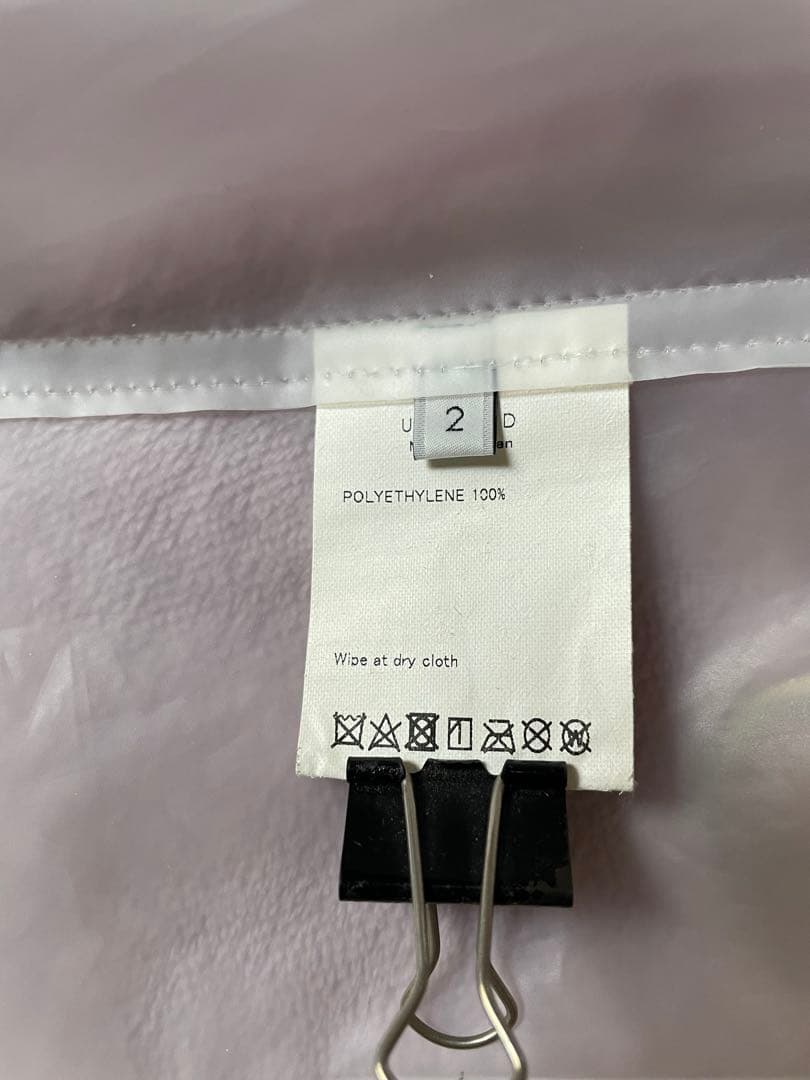 2
POLYETHYLENE 100%
Wipe at dry cloth